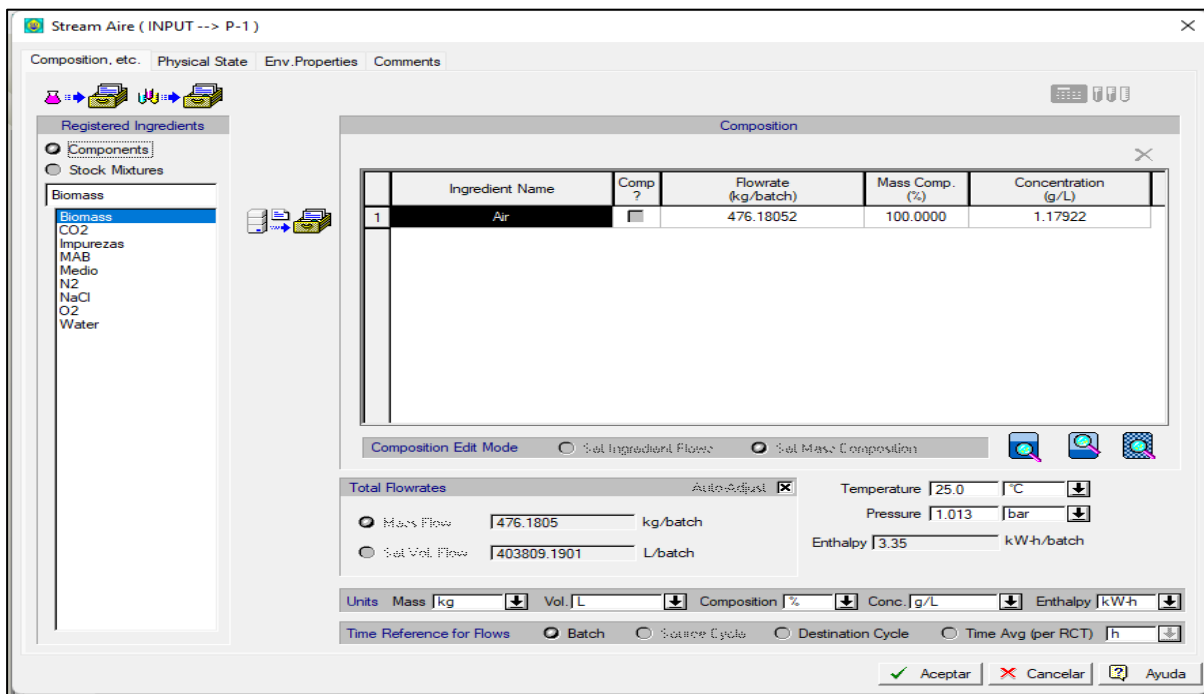 Stream Aire ( INPUT --> P-1 )
Composition, etc. Physical State Env.Properties Comments
Registered Ingredients
Components
Stock Mixtures
Biomass
Biomass
CO2
Impurezas
MAB
Medio
N2
NaCl
O2
Water
Composition
Ingredient Name Comp ? Flowrate (kg/batch) Mass Comp. (%) Concentration (g/L)
1 Air 476.18052 100.0000 1.17922
Composition Edit Mode Set Ingredient Flows Set Mass Composition
Total Flowrates Auto-Adjust
Mass Flow 476.1805 kg/batch
Set Vol. Flow 403809.1901 L/batch
Temperature 25.0 °C
Pressure 1.013 bar
Enthalpy 3.35 kW-h/batch
Units Mass kg Vol. L Composition % Conc. g/L Enthalpy kW-h
Time Reference for Flows Batch Source Cycle Destination Cycle Time Avg (per RCT) h
Aceptar Cancelar Ayuda